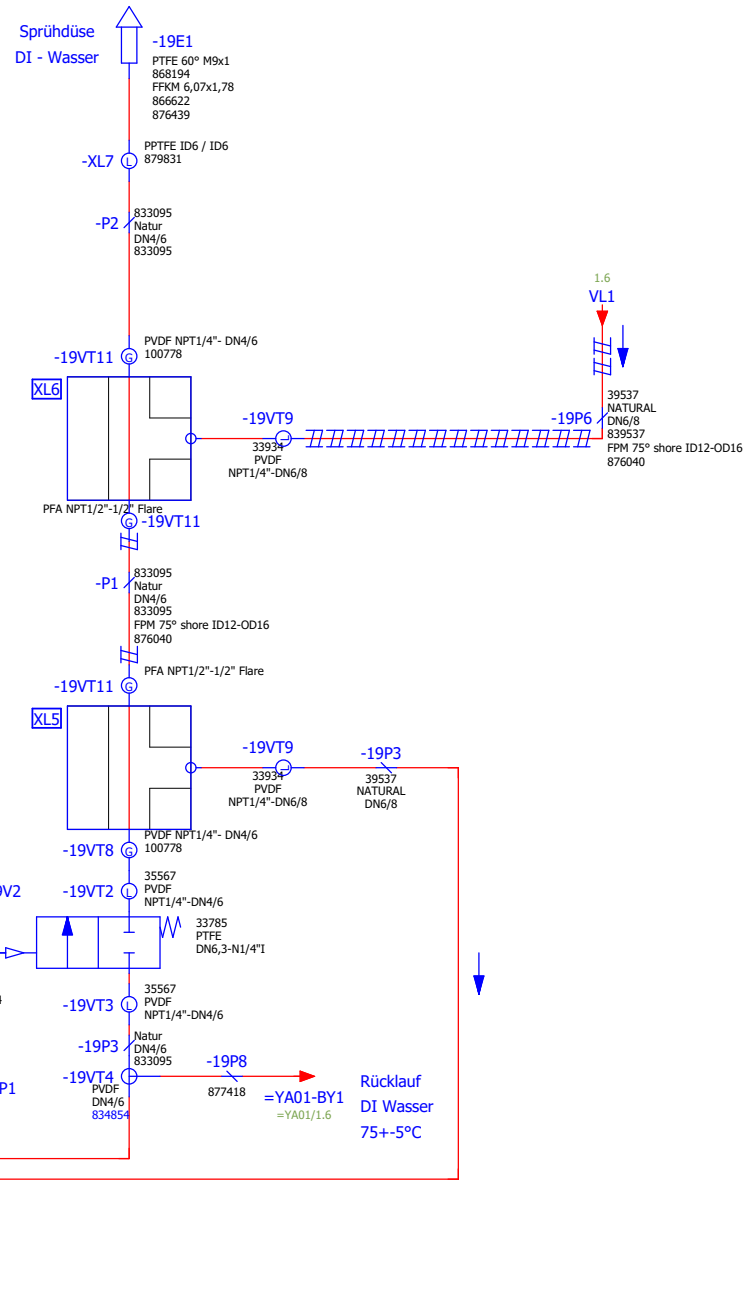 Sprühdüse
DI - Wasser
-19E1
PTFE 60° M9x1
868194
FFKM 6,07x1,78
866622
876439
-XL7
L
PPTFE ID6 / ID6
879831
-P2
833095
Natur
DN4/6
833095
1.6
VL1
-19VT11
G
PVDF NPT1/4"- DN4/6
100778
XL6
-19VT9
33934
PVDF
NPT1/4"-DN6/8
-19P6
39537
NATURAL
DN6/8
839537
FPM 75° shore ID12-OD16
876040
PFA NPT1/2"-1/2" Flare
G
-19VT11
-P1
833095
Natur
DN4/6
833095
FPM 75° shore ID12-OD16
876040
PFA NPT1/2"-1/2" Flare
-19VT11
G
XL5
-19VT9
33934
PVDF
NPT1/4"-DN6/8
-19P3
39537
NATURAL
DN6/8
PVDF NPT1/4"- DN4/6
100778
-19VT8
G
V2
-19VT2
L
35567
PVDF
NPT1/4"-DN4/6
33785
PTFE
DN6,3-N1/4"I
-19VT3
L
35567
PVDF
NPT1/4"-DN4/6
-19P3
Natur
DN4/6
833095
P1
-19VT4
PVDF
DN4/6
834854
-19P8
877418
=YA01-BY1
=YA01/1.6
Rücklauf
DI Wasser
75+-5°C